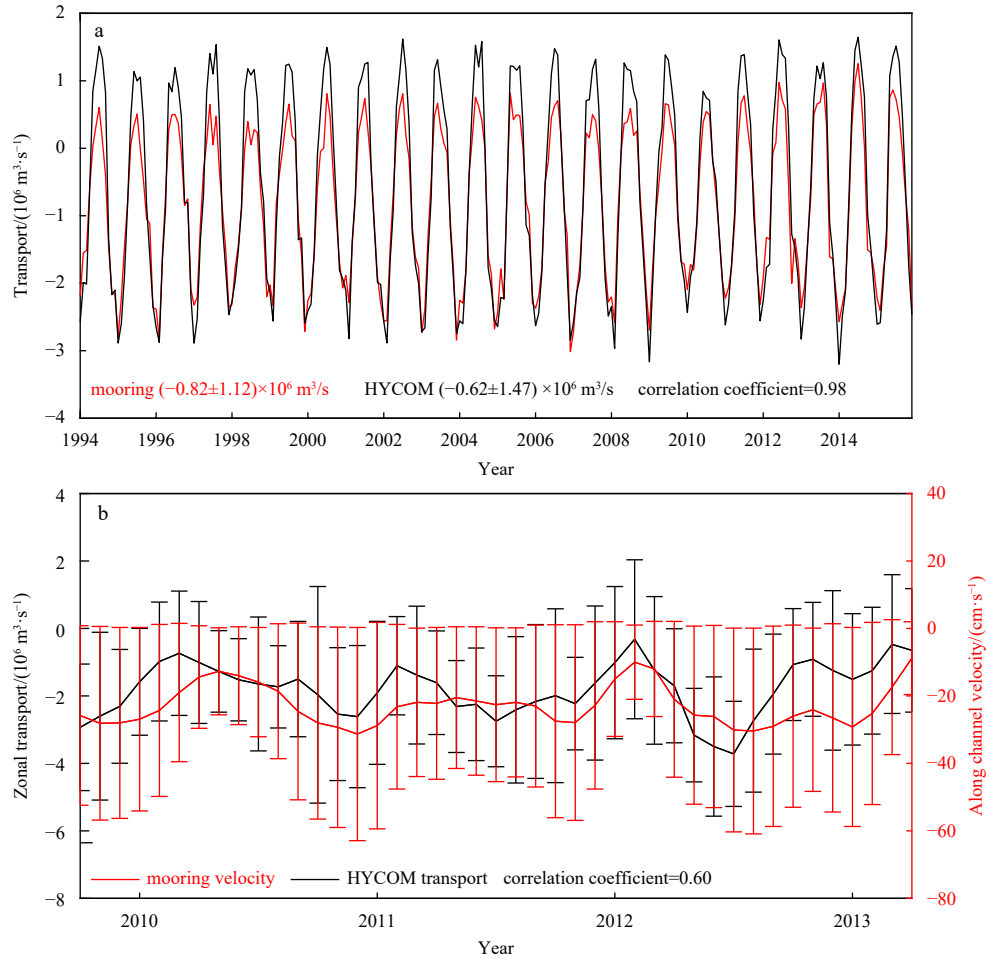 a
Transport/(10⁶ m³·s⁻¹)
2
1
0
−1
−2
−3
−4
mooring (−0.82±1.12)×10⁶ m³/s HYCOM (−0.62±1.47) ×10⁶ m³/s correlation coefficient=0.98
1994 1996 1998 2000 2002 2004 2006 2008 2010 2012 2014
Year
b
Zonal transport/(10⁶ m³·s⁻¹)
4
2
0
−2
−4
−6
−8
40
20
0
−20
−40
−60
−80
Along channel velocity/(cm·s⁻¹)
mooring velocity HYCOM transport correlation coefficient=0.60
2010 2011 2012 2013
Year